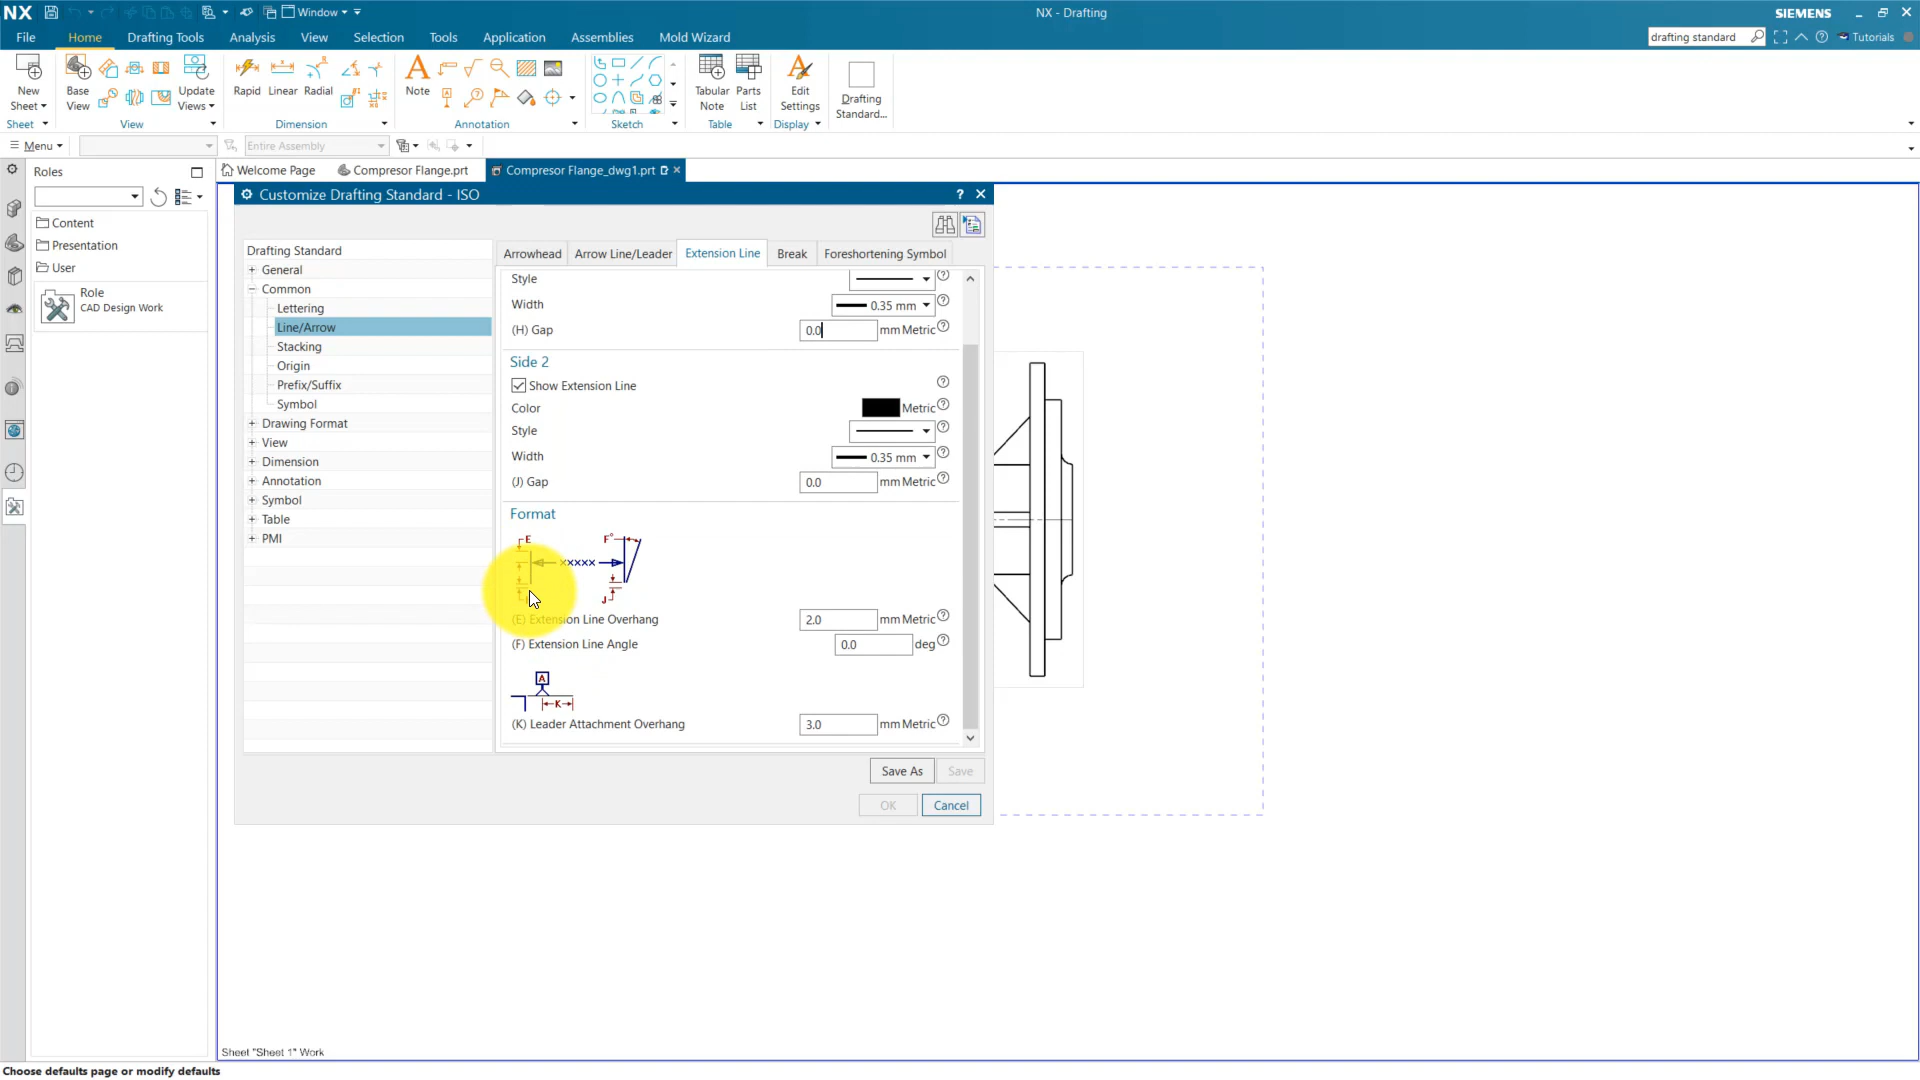 NX
Window
NX - Drafting
SIEMENS
File
Home
Drafting Tools
Analysis
View
Selection
Tools
Application
Assemblies
Mold Wizard
drafting standard
Tutorials
New Sheet
Base View
Update Views
Rapid
Linear
Radial
Note
Tabular Note
Parts List
Edit Settings
Drafting Standard...
Sheet
View
Dimension
Annotation
Sketch
Table
Display
Menu
Entire Assembly
Roles
Welcome Page
Compresor Flange.prt
Compresor Flange_dwg1.prt
Content
Presentation
User
Role
CAD Design Work
Customize Drafting Standard - ISO
Drafting Standard
General
Common
Lettering
Line/Arrow
Stacking
Origin
Prefix/Suffix
Symbol
Drawing Format
View
Dimension
Annotation
Symbol
Table
PMI
Arrowhead
Arrow Line/Leader
Extension Line
Break
Foreshortening Symbol
Style
Width 0.35 mm
(H) Gap 0.0 mm Metric
Side 2
Show Extension Line
Color Metric
Style
Width 0.35 mm
(J) Gap 0.0 mm Metric
Format
E
F°
xxxxx
J
(E) Extension Line Overhang 2.0 mm Metric
(F) Extension Line Angle 0.0 deg
A
K
(K) Leader Attachment Overhang 3.0 mm Metric
Save As
Save
OK
Cancel
Sheet "Sheet 1" Work
Choose defaults page or modify defaults